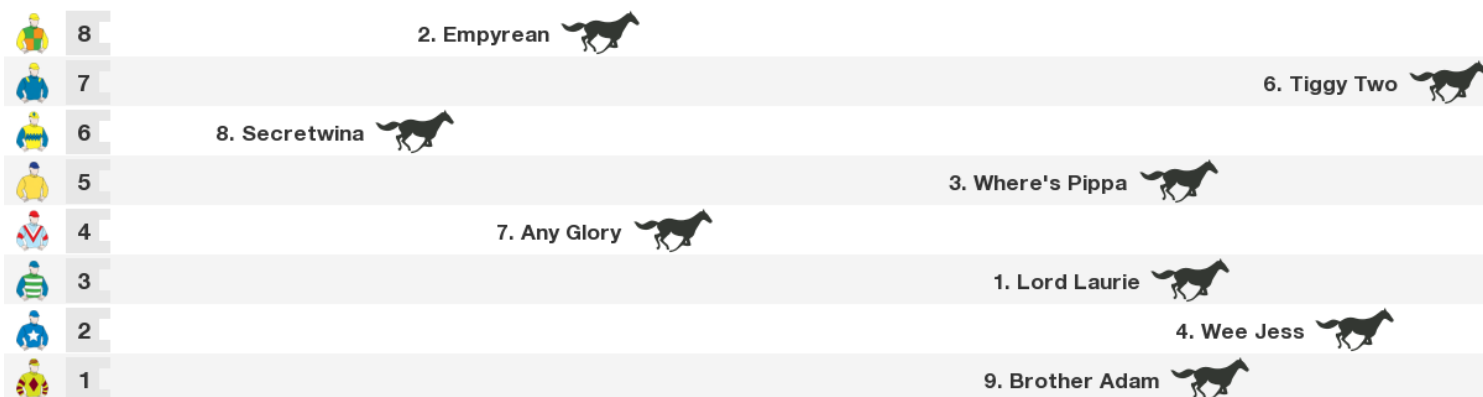 8 2. Empyrean
7 6. Tiggy Two
6 8. Secretwina
5 3. Where's Pippa
4 7. Any Glory
3 1. Lord Laurie
2 4. Wee Jess
1 9. Brother Adam